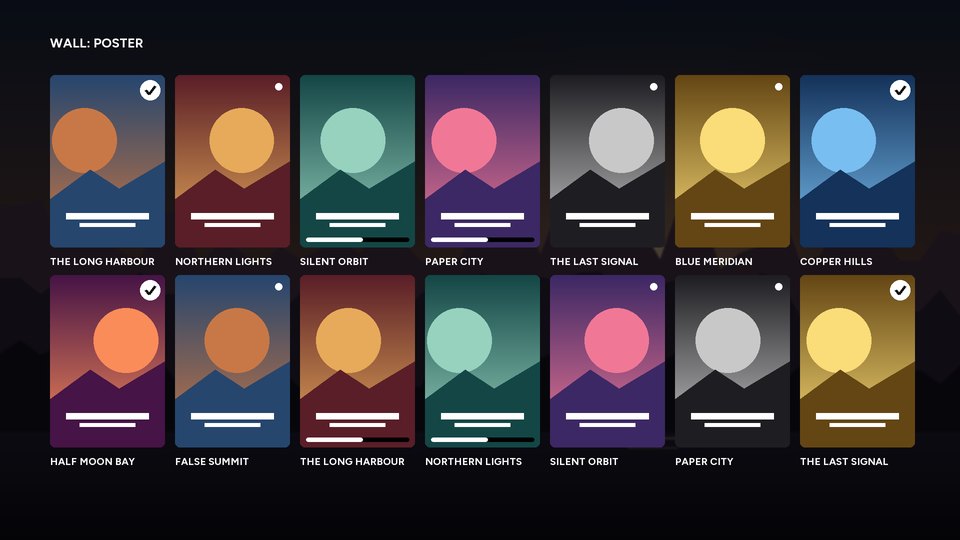 WALL: POSTER
THE LONG HARBOUR
NORTHERN LIGHTS
SILENT ORBIT
PAPER CITY
THE LAST SIGNAL
BLUE MERIDIAN
COPPER HILLS
HALF MOON BAY
FALSE SUMMIT
THE LONG HARBOUR
NORTHERN LIGHTS
SILENT ORBIT
PAPER CITY
THE LAST SIGNAL